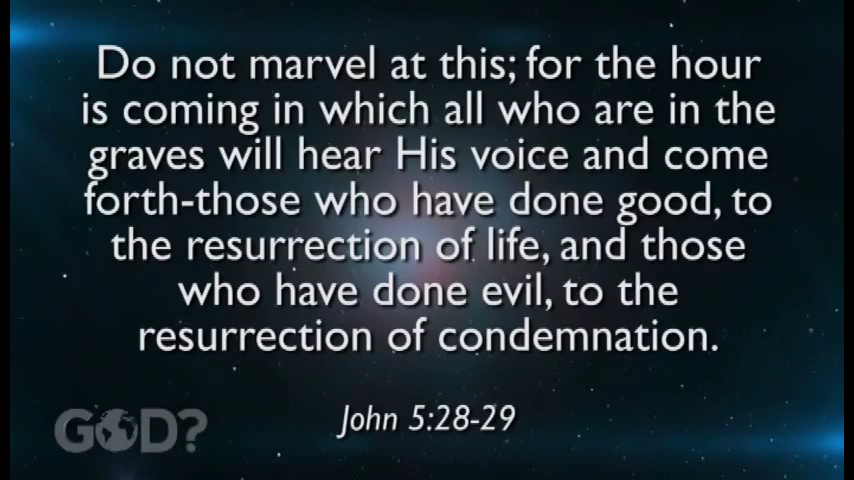 Do not marvel at this; for the hour
is coming in which all who are in the
graves will hear His voice and come
forth-those who have done good, to
the resurrection of life, and those
who have done evil, to the
resurrection of condemnation.
John 5:28-29
GOD?